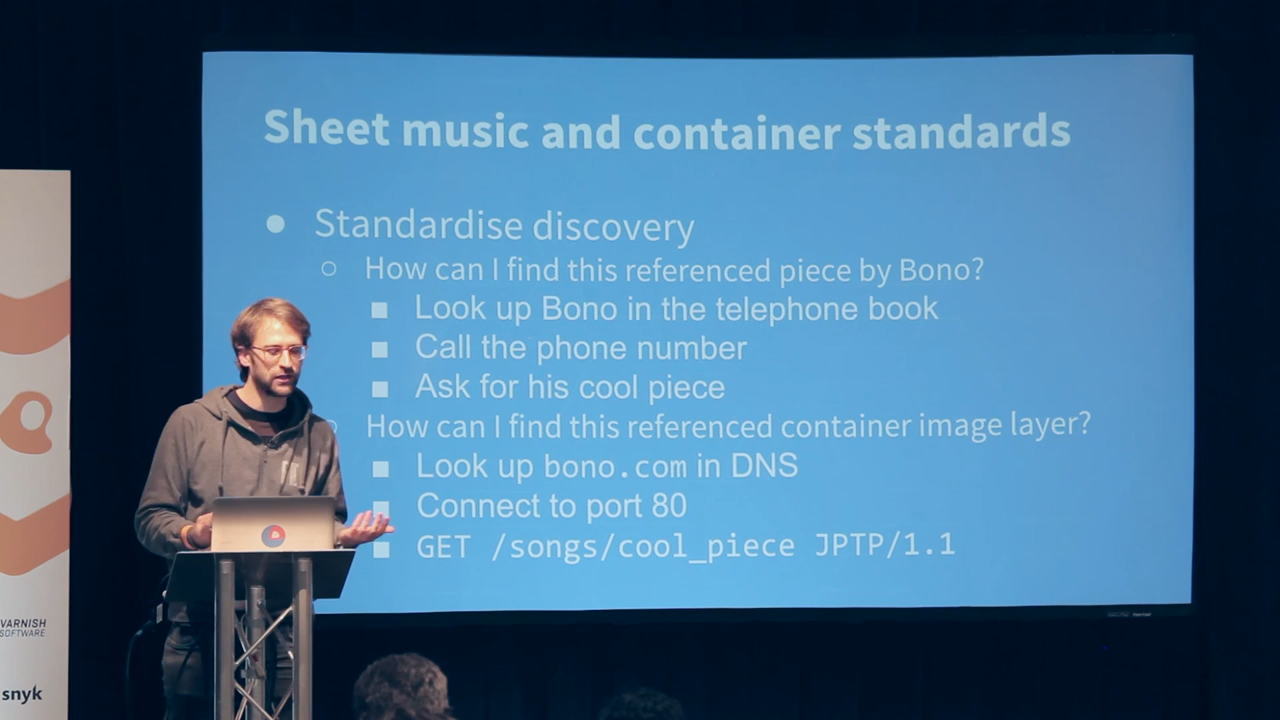 Sheet music and container standards
Standardise discovery
How can I find this referenced piece by Bono?
Look up Bono in the telephone book
Call the phone number
Ask for his cool piece
How can I find this referenced container image layer?
Look up bono.com in DNS
Connect to port 80
GET /songs/cool_piece JPTP/1.1
VARNISH
SOFTWARE
snyk